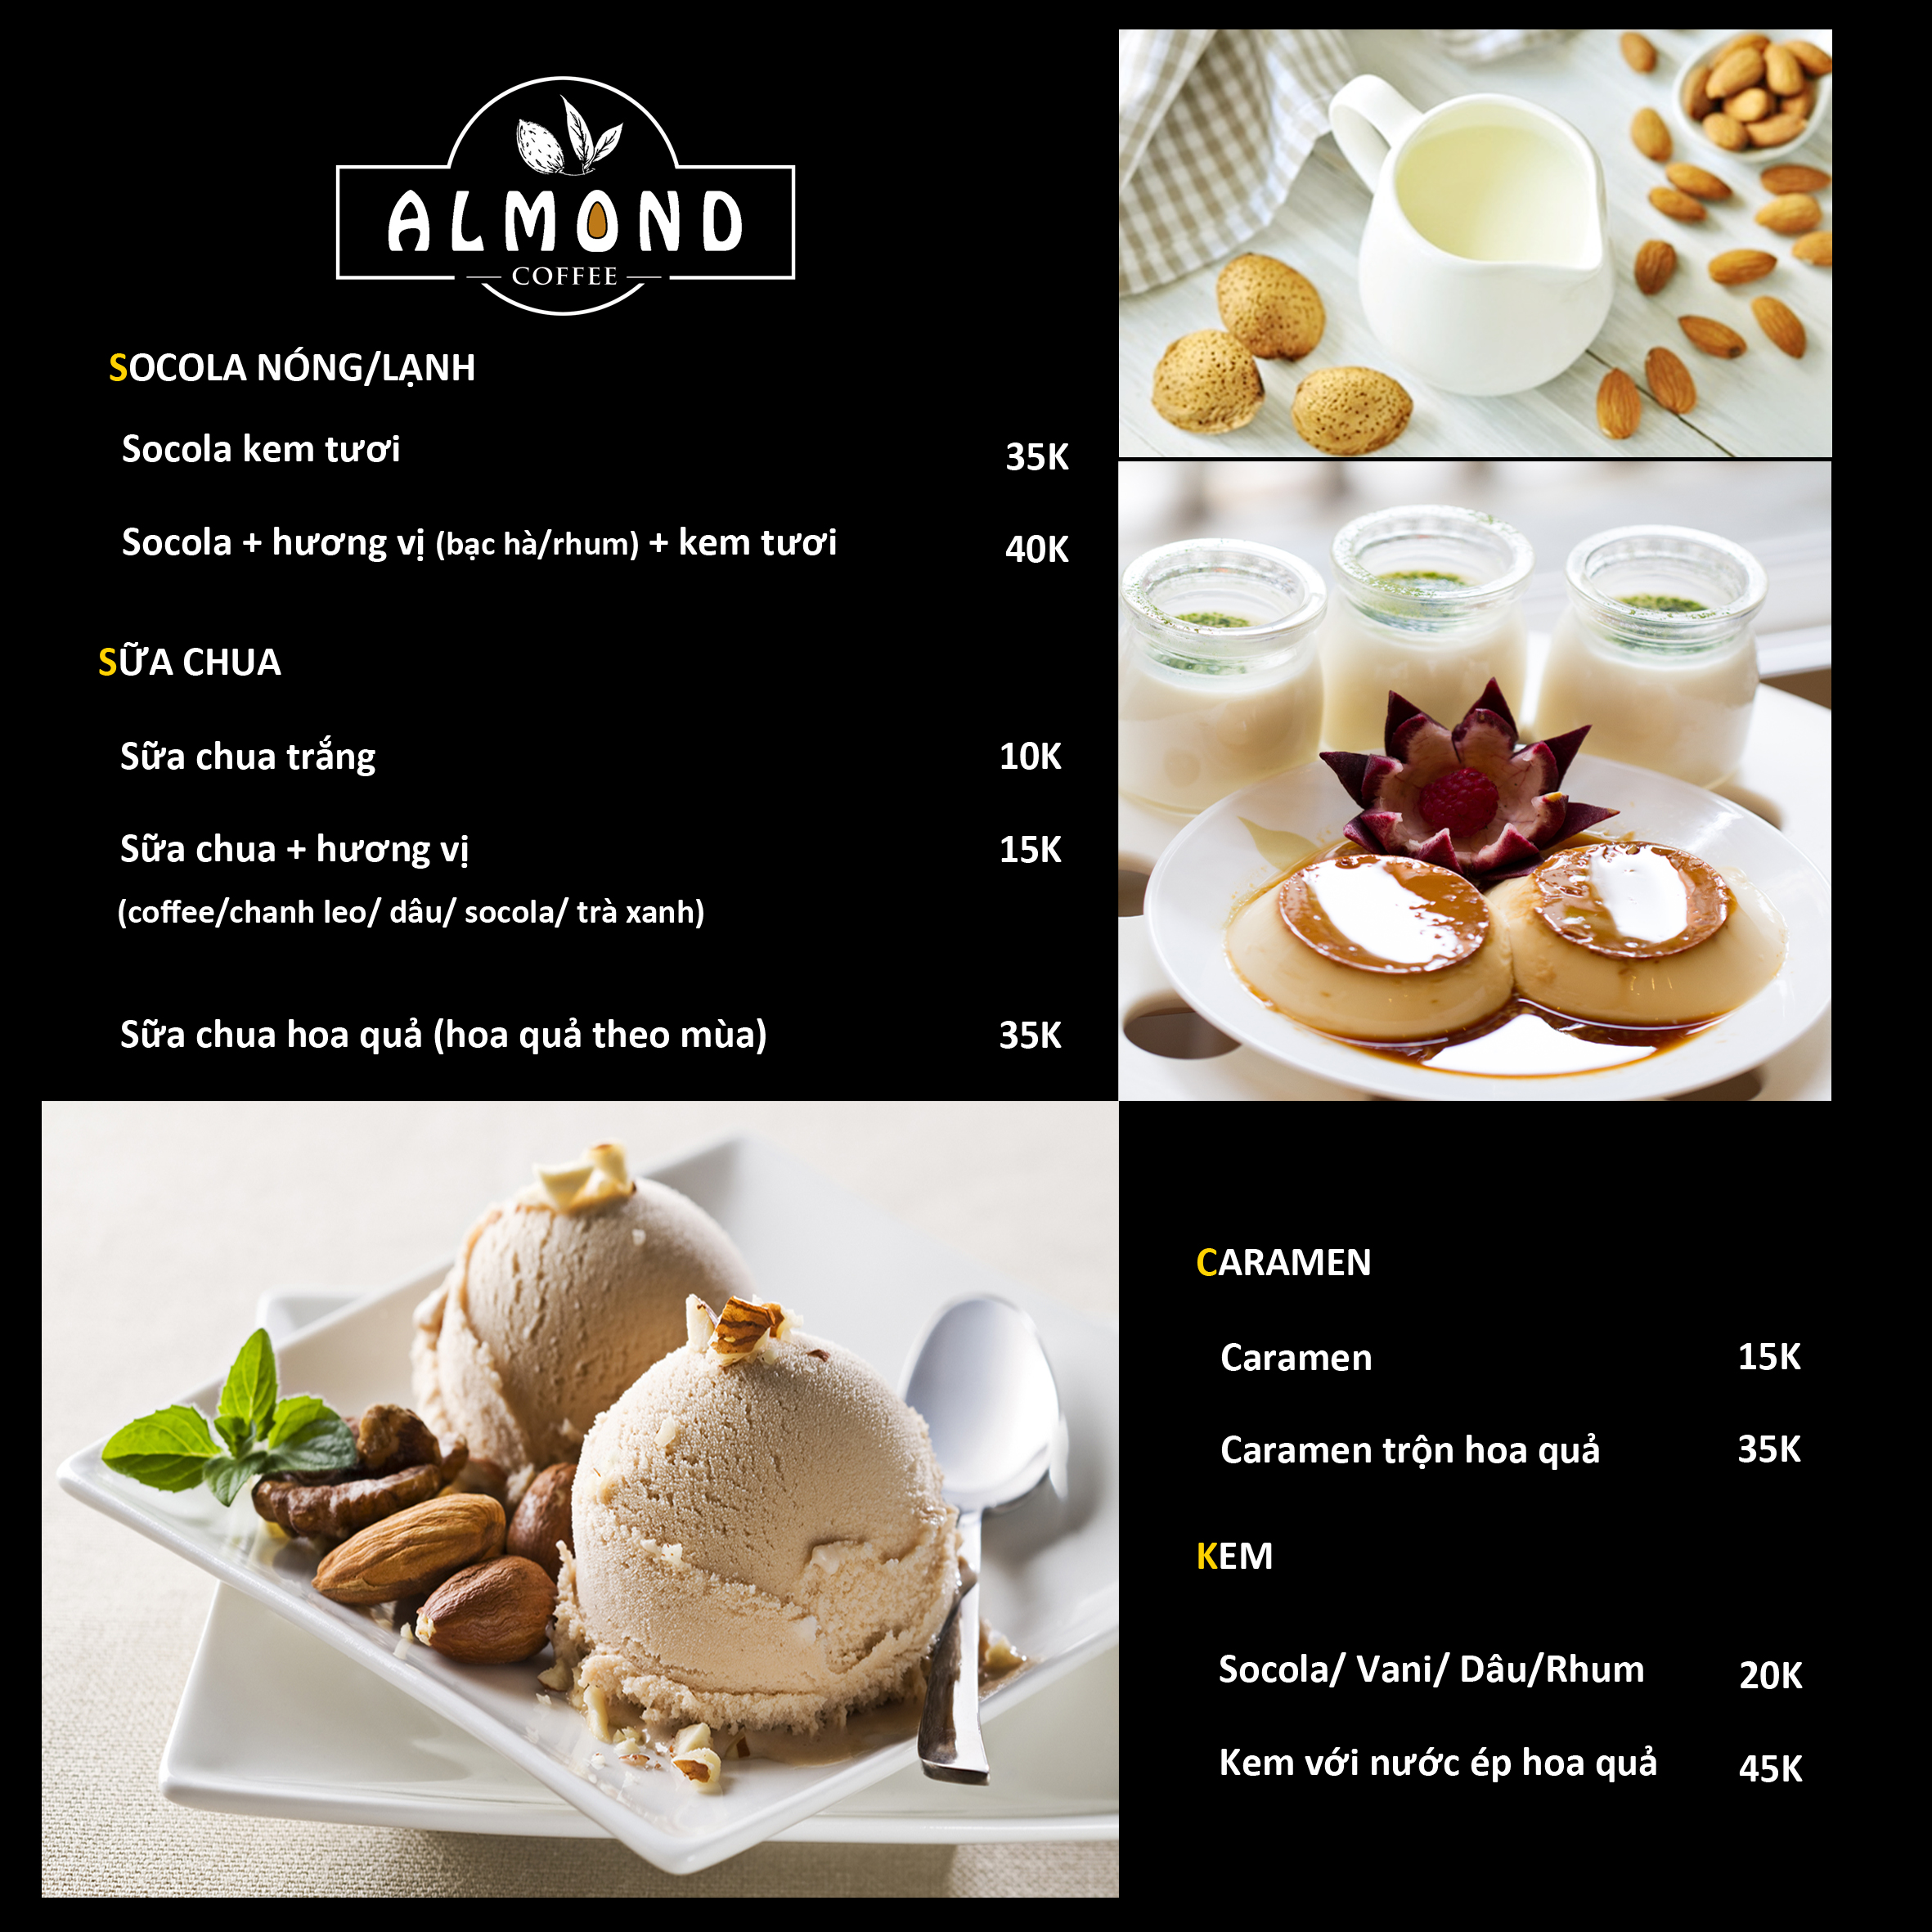 ALMOND
COFFEE
SOCOLA NÓNG/LẠNH
Socola kem tươi 35K
Socola + hương vị (bạc hà/rhum) + kem tươi 40K
SỮA CHUA
Sữa chua trắng 10K
Sữa chua + hương vị 15K
(coffee/chanh leo/ dâu/ socola/ trà xanh)
Sữa chua hoa quả (hoa quả theo mùa) 35K
CARAMEN
Caramen 15K
Caramen trộn hoa quả 35K
KEM
Socola/ Vani/ Dâu/Rhum 20K
Kem với nước ép hoa quả 45K